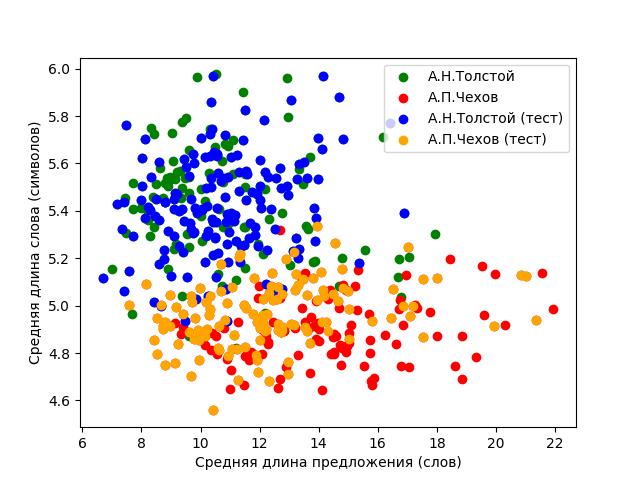 А.Н.Толстой
А.П.Чехов
А.Н.Толстой (тест)
А.П.Чехов (тест)
6.0
5.8
5.6
5.4
5.2
5.0
4.8
4.6
Средняя длина слова (символов)
6 8 10 12 14 16 18 20 22
Средняя длина предложения (слов)